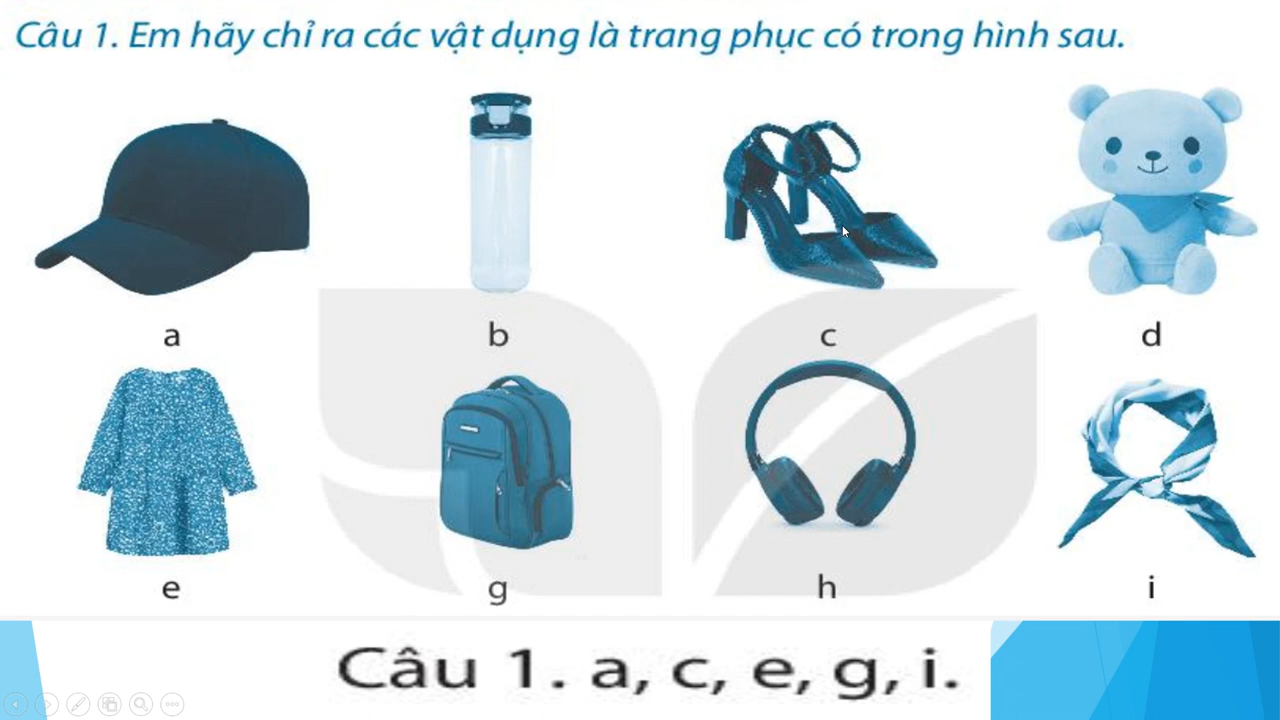 Câu 1. Em hãy chỉ ra các vật dụng là trang phục có trong hình sau.
a b c d
e g h i
Câu 1. a, c, e, g, i.